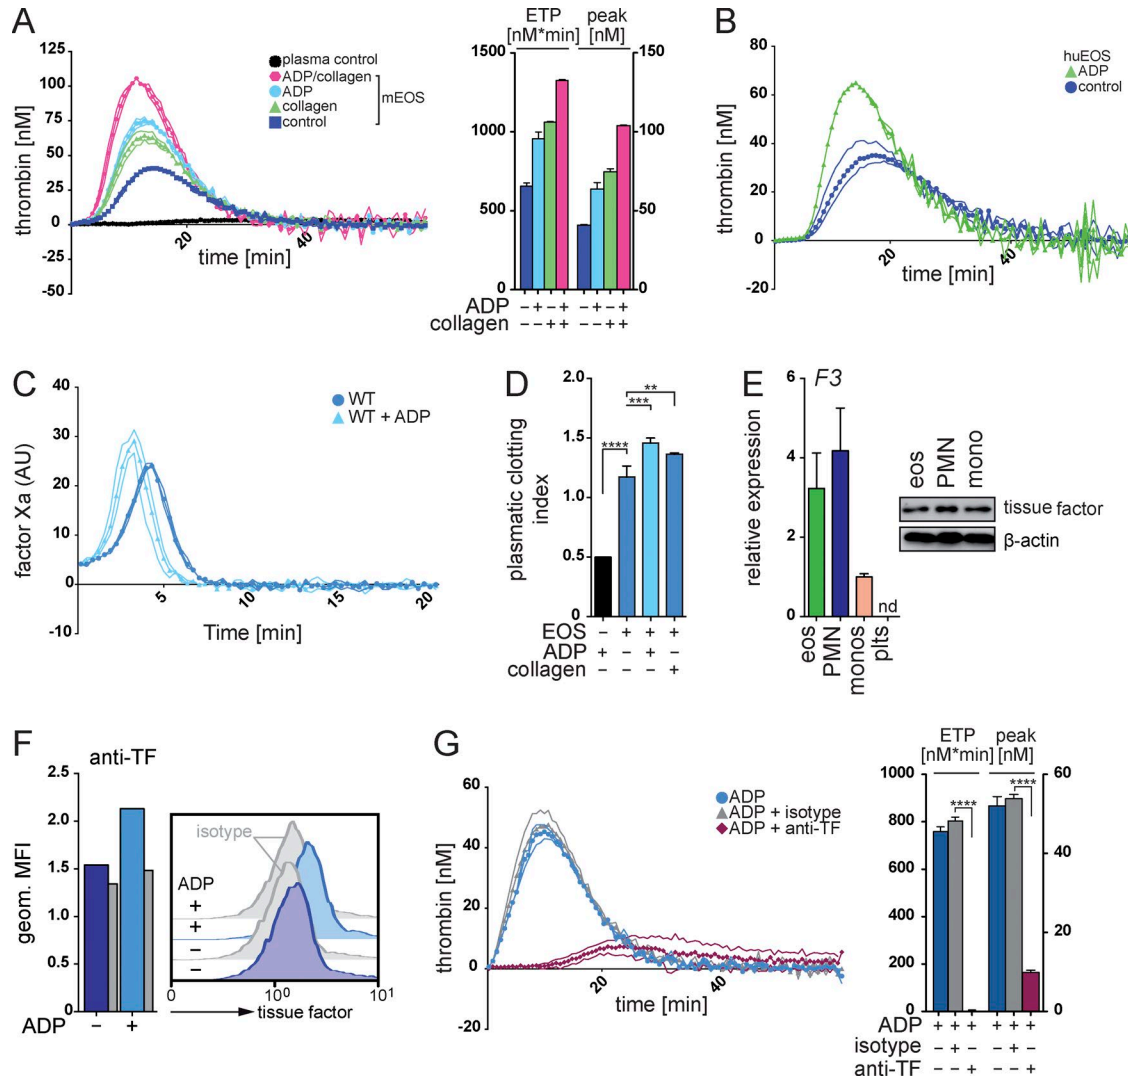 A
thrombin [nM]
125
100
75
50
25
0
-25
-50
20
40
time [min]
plasma control
ADP/collagen
ADP
collagen
control
mEOS
ETP
[nM*min]
peak
[nM]
1500
1000
500
0
150
100
50
0
ADP – + – + – + – +
collagen – – + + – – + +
B
thrombin [nM]
80
60
40
20
0
-20
20
40
time [min]
huEOS
ADP
control
C
factor Xa (AU)
40
30
20
10
0
-10
5
10
15
20
Time [min]
WT
WT + ADP
D
plasmatic clotting
index
2.0
1.5
1.0
0.5
0
****
***
**
EOS – + + +
ADP + – + –
collagen – – – +
E
F3
relative expression
6
4
2
0
nd
eos
PMN
monos
plts
eos
PMN
mono
tissue factor
β-actin
F
anti-TF
geom. MFI
2.5
2.0
1.5
1.0
0.5
0
ADP – +
isotype
ADP
+
+
–
–
0
10⁰
10¹
tissue factor
G
thrombin [nM]
60
40
20
0
-20
20
40
60
time [min]
ADP
ADP + isotype
ADP + anti-TF
ETP
[nM*min]
peak
[nM]
1000
800
600
400
200
0
60
40
20
0
****
****
ADP + + + + + +
isotype – + – – + –
anti-TF – – + – – +